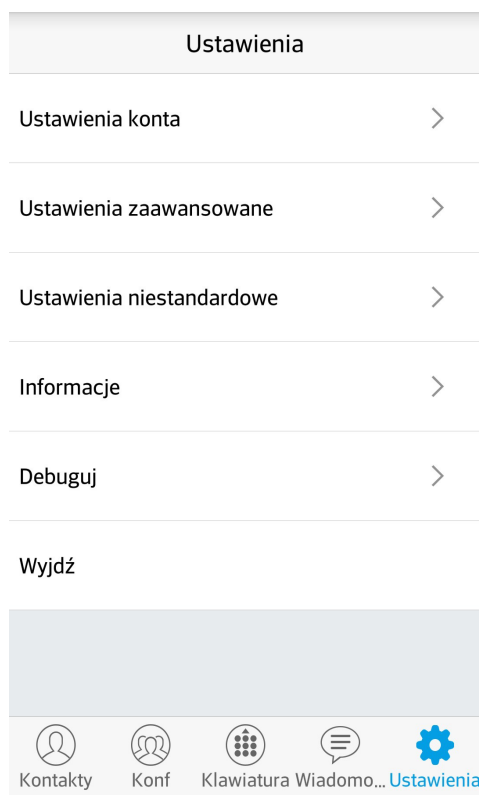 Ustawienia
Ustawienia konta
Ustawienia zaawansowane
Ustawienia niestandardowe
Informacje
Debuguj
Wyjdź
Kontakty Konf Klawiatura Wiadomo... Ustawienia